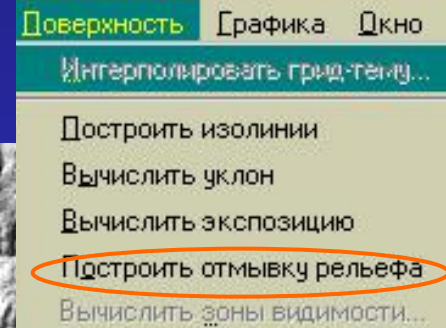 Поверхность Графика Окно
Интерполировать грид-тему...
Построить изолинии
Вычислить уклон
Вычислить экспозицию
Построить отмывку рельефа
Вычислить зоны видимости...